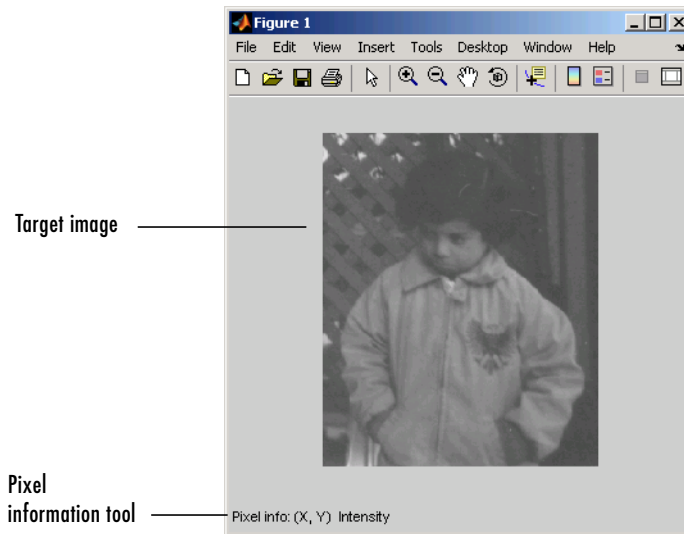 Figure 1
File Edit View Insert Tools Desktop Window Help
Target image
Pixel
information tool
Pixel info: (X, Y) Intensity